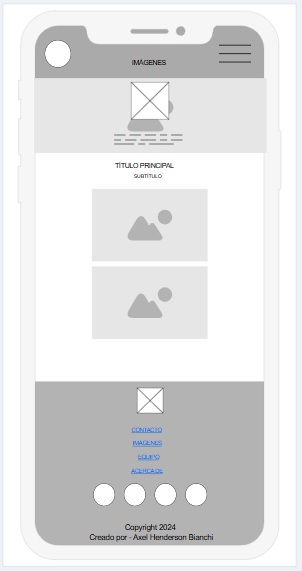 IMÁGENES
TÍTULO PRINCIPAL
SUBTITULO
CONTACTO
IMÁGENES
EQUIPO
ACERCA DE
Copyright 2024
Creado por - Axel Henderson Bianchi